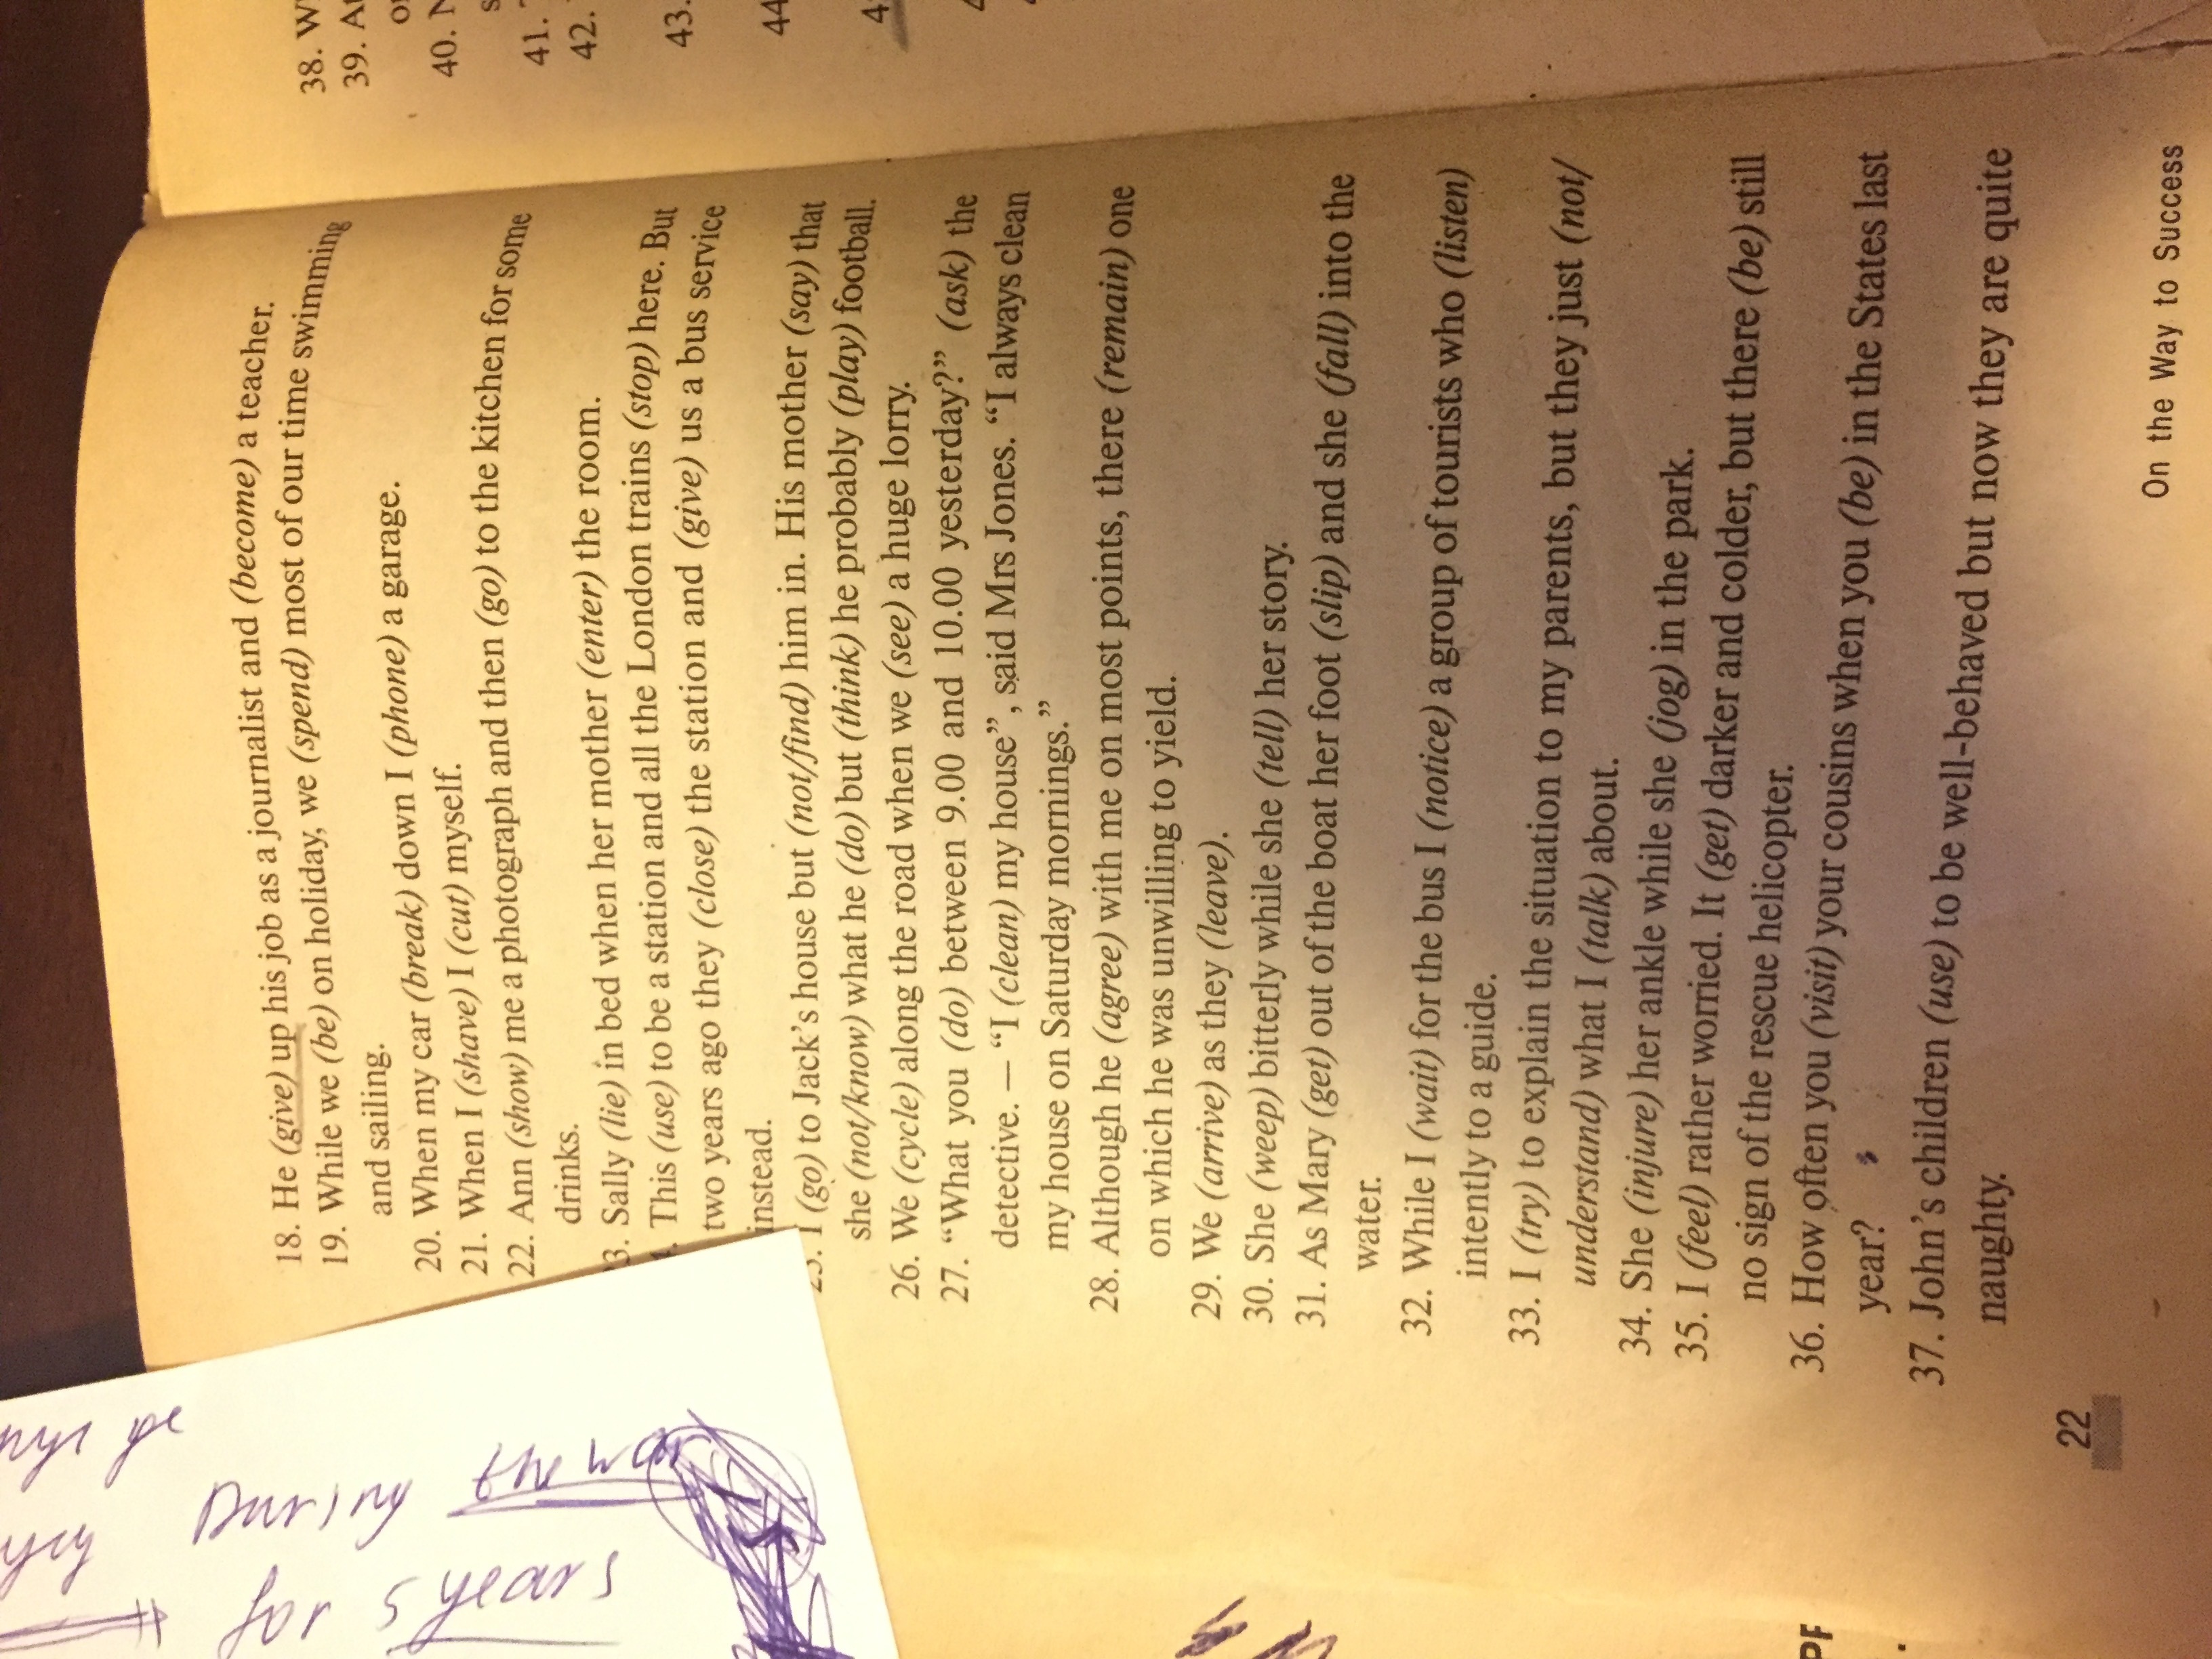 18. He (give) up his job as a journalist and (become) a teacher.
19. While we (be) on holiday, we (spend) most of our time swimming
and sailing.
20. When my car (break) down I (phone) a garage.
21. When I (shave) I (cut) myself.
22. Ann (show) me a photograph and then (go) to the kitchen for some
drinks.
3. Sally (lie) in bed when her mother (enter) the room.
This (use) to be a station and all the London trains (stop) here. But
two years ago they (close) the station and (give) us a bus service
instead.
I (go) to Jack's house but (not/find) him in. His mother (say) that
she (not/know) what he (do) but (think) he probably (play) football.
26. We (cycle) along the road when we (see) a huge lorry.
27. “What you (do) between 9.00 and 10.00 yesterday?” (ask) the
detective. — “I (clean) my house”, said Mrs Jones. “I always clean
my house on Saturday mornings.”
28. Although he (agree) with me on most points, there (remain) one
on which he was unwilling to yield.
29. We (arrive) as they (leave).
30. She (weep) bitterly while she (tell) her story.
31. As Mary (get) out of the boat her foot (slip) and she (fall) into the
water.
32. While I (wait) for the bus I (notice) a group of tourists who (listen)
intently to a guide.
33. I (try) to explain the situation to my parents, but they just (not/
understand) what I (talk) about.
34. She (injure) her ankle while she (jog) in the park.
35. I (feel) rather worried. It (get) darker and colder, but there (be) still
no sign of the rescue helicopter.
36. How often you (visit) your cousins when you (be) in the States last
year?
37. John's children (use) to be well-behaved but now they are quite
naughty.
22
On the Way to Success
38. W
39. At
40. N
41.
42.
43.
44
During the war
for 5 years